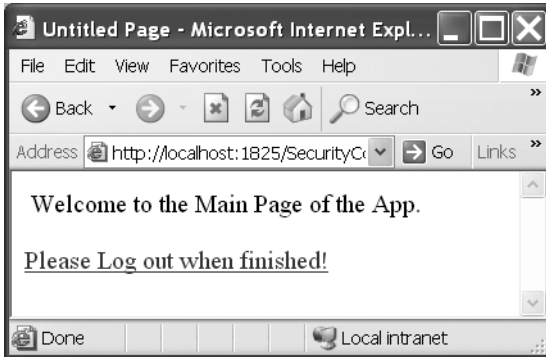 Untitled Page - Microsoft Internet Expl...
File Edit View Favorites Tools Help
Back Search »
Address http://localhost:1825/SecurityCo Go Links »
Welcome to the Main Page of the App.
Please Log out when finished!
Done Local intranet